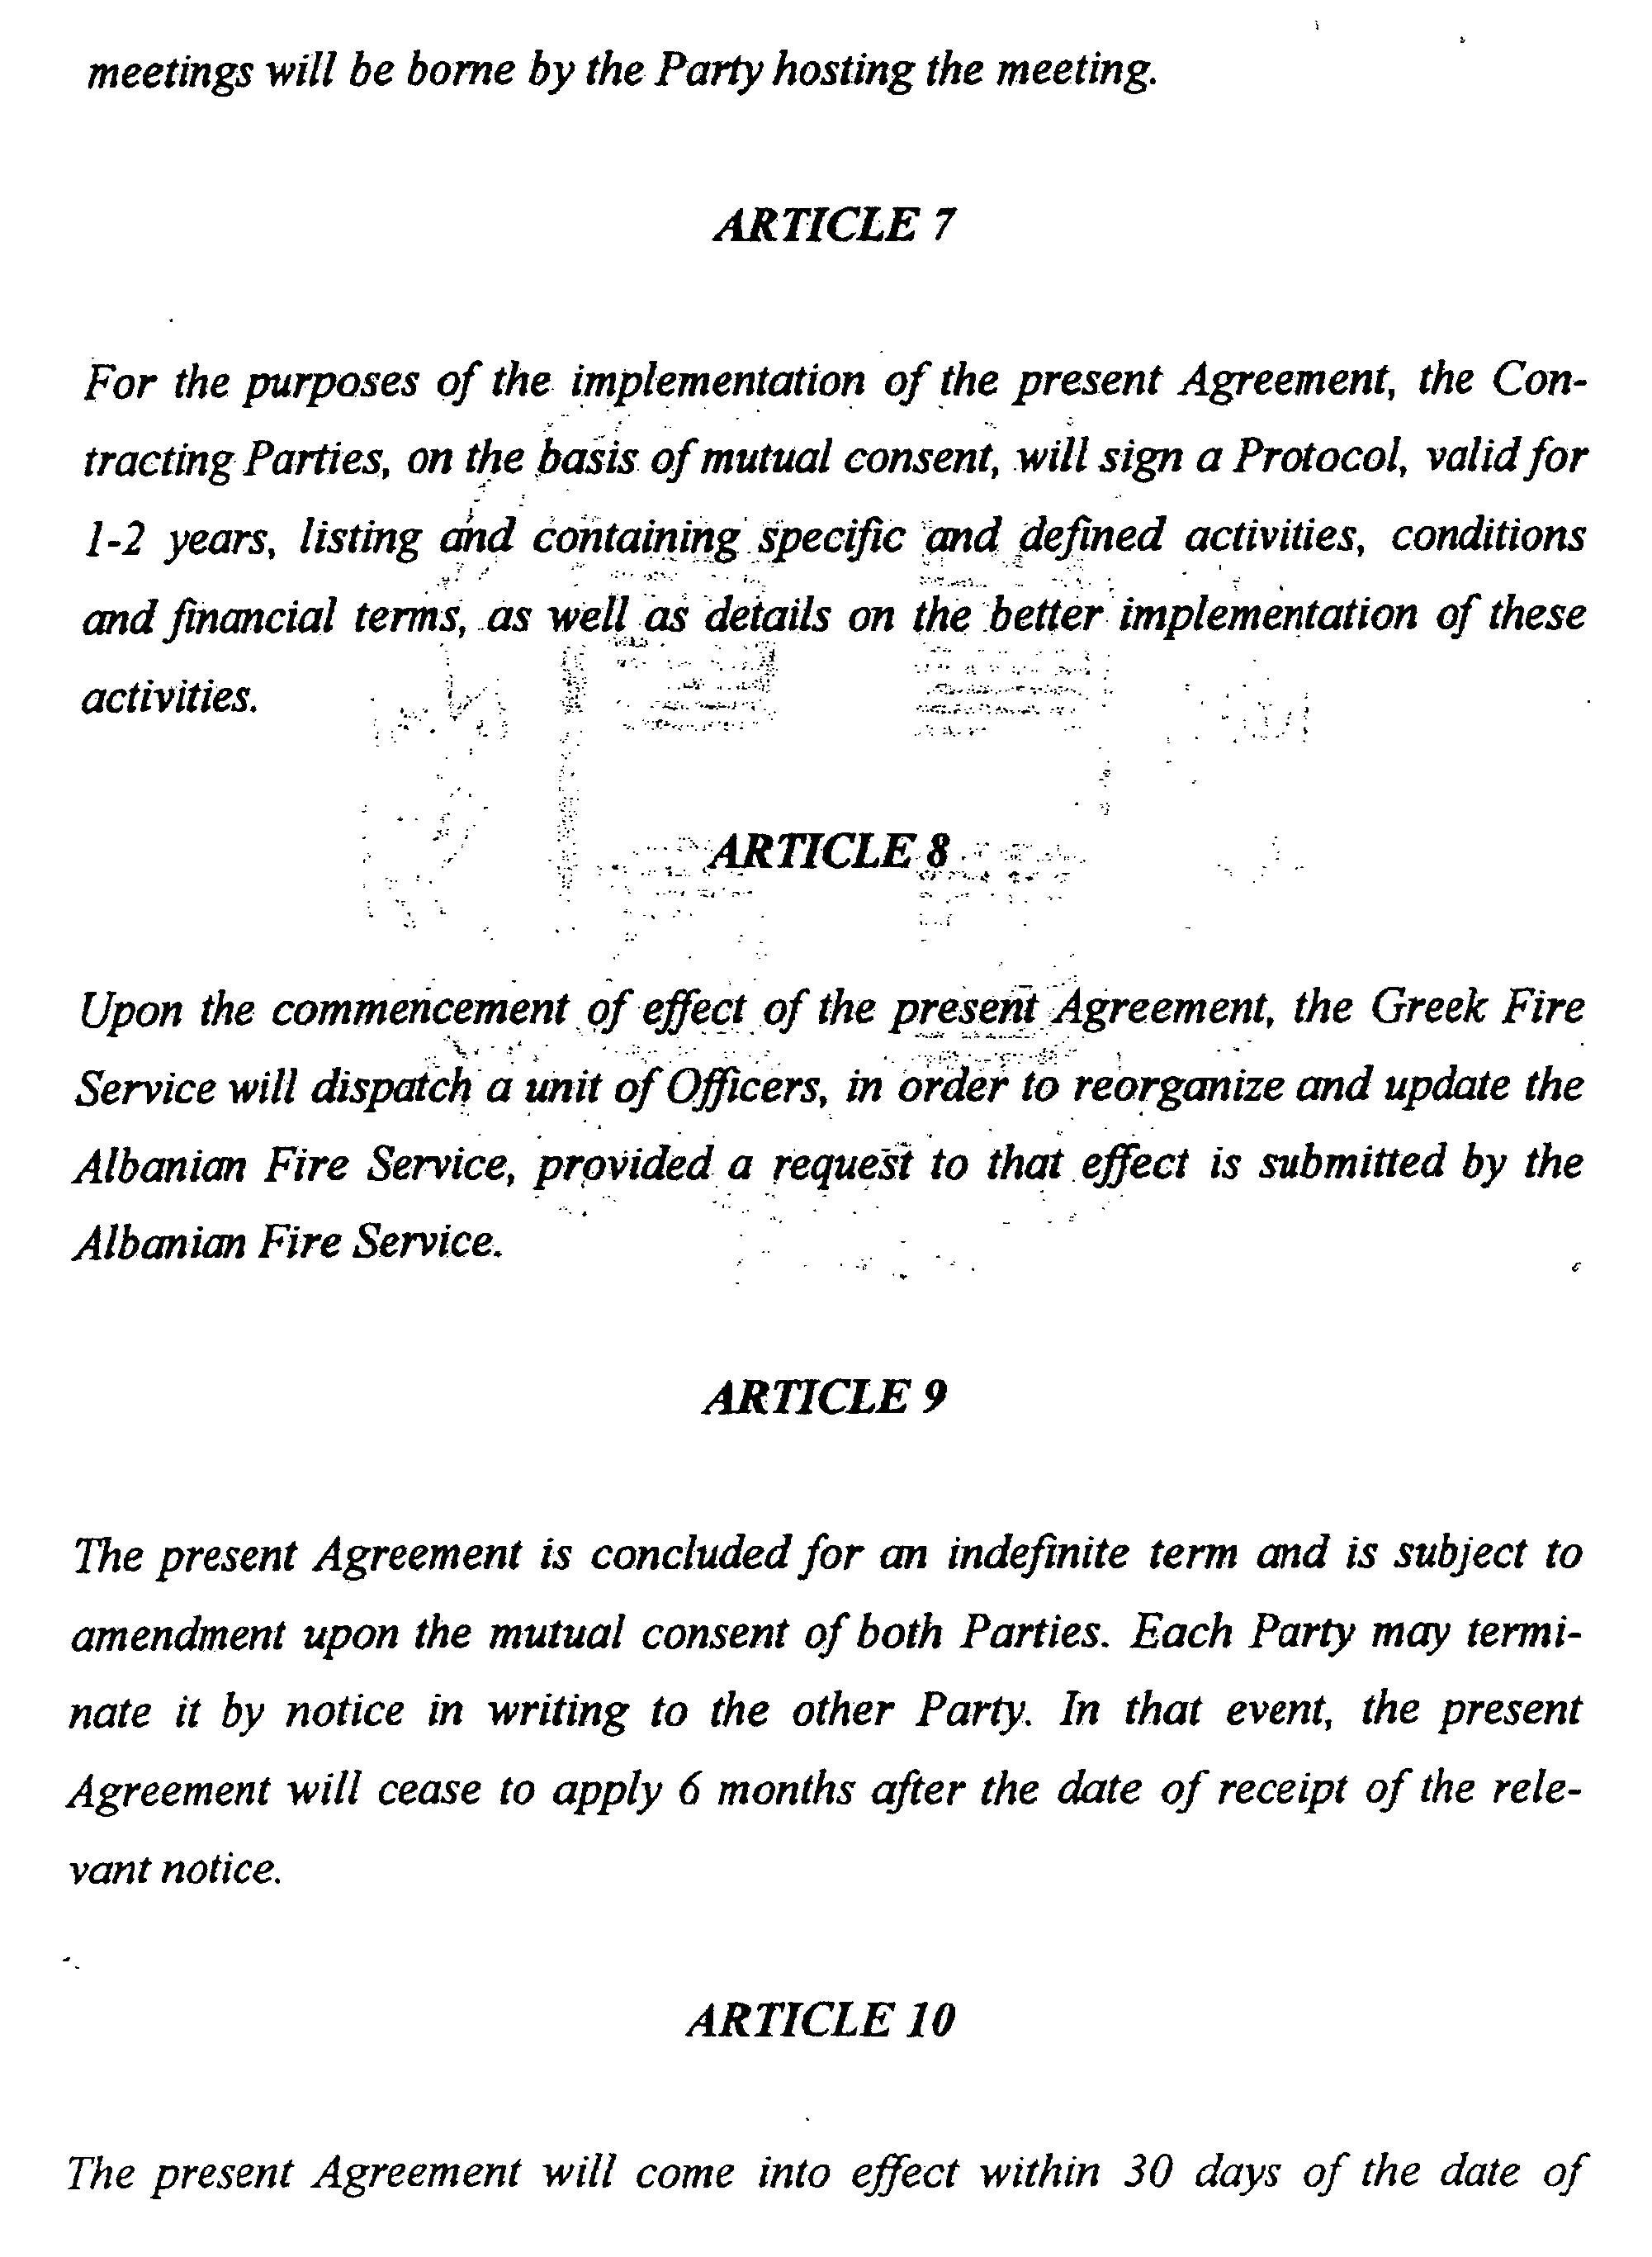 meetings will be borne by the Party hosting the meeting.
ARTICLE 7
For the purposes of the implementation of the present Agreement, the Con-
tracting Parties, on the basis of mutual consent, will sign a Protocol, valid for
1-2 years, listing and containing specific and defined activities, conditions
and financial terms, as well as details on the better implementation of these
activities.
ARTICLE 8
Upon the commencement of effect of the present Agreement, the Greek Fire
Service will dispatch a unit of Officers, in order to reorganize and update the
Albanian Fire Service, provided a request to that effect is submitted by the
Albanian Fire Service.
ARTICLE 9
The present Agreement is concluded for an indefinite term and is subject to
amendment upon the mutual consent of both Parties. Each Party may termi-
nate it by notice in writing to the other Party. In that event, the present
Agreement will cease to apply 6 months after the date of receipt of the rele-
vant notice.
ARTICLE 10
The present Agreement will come into effect within 30 days of the date of